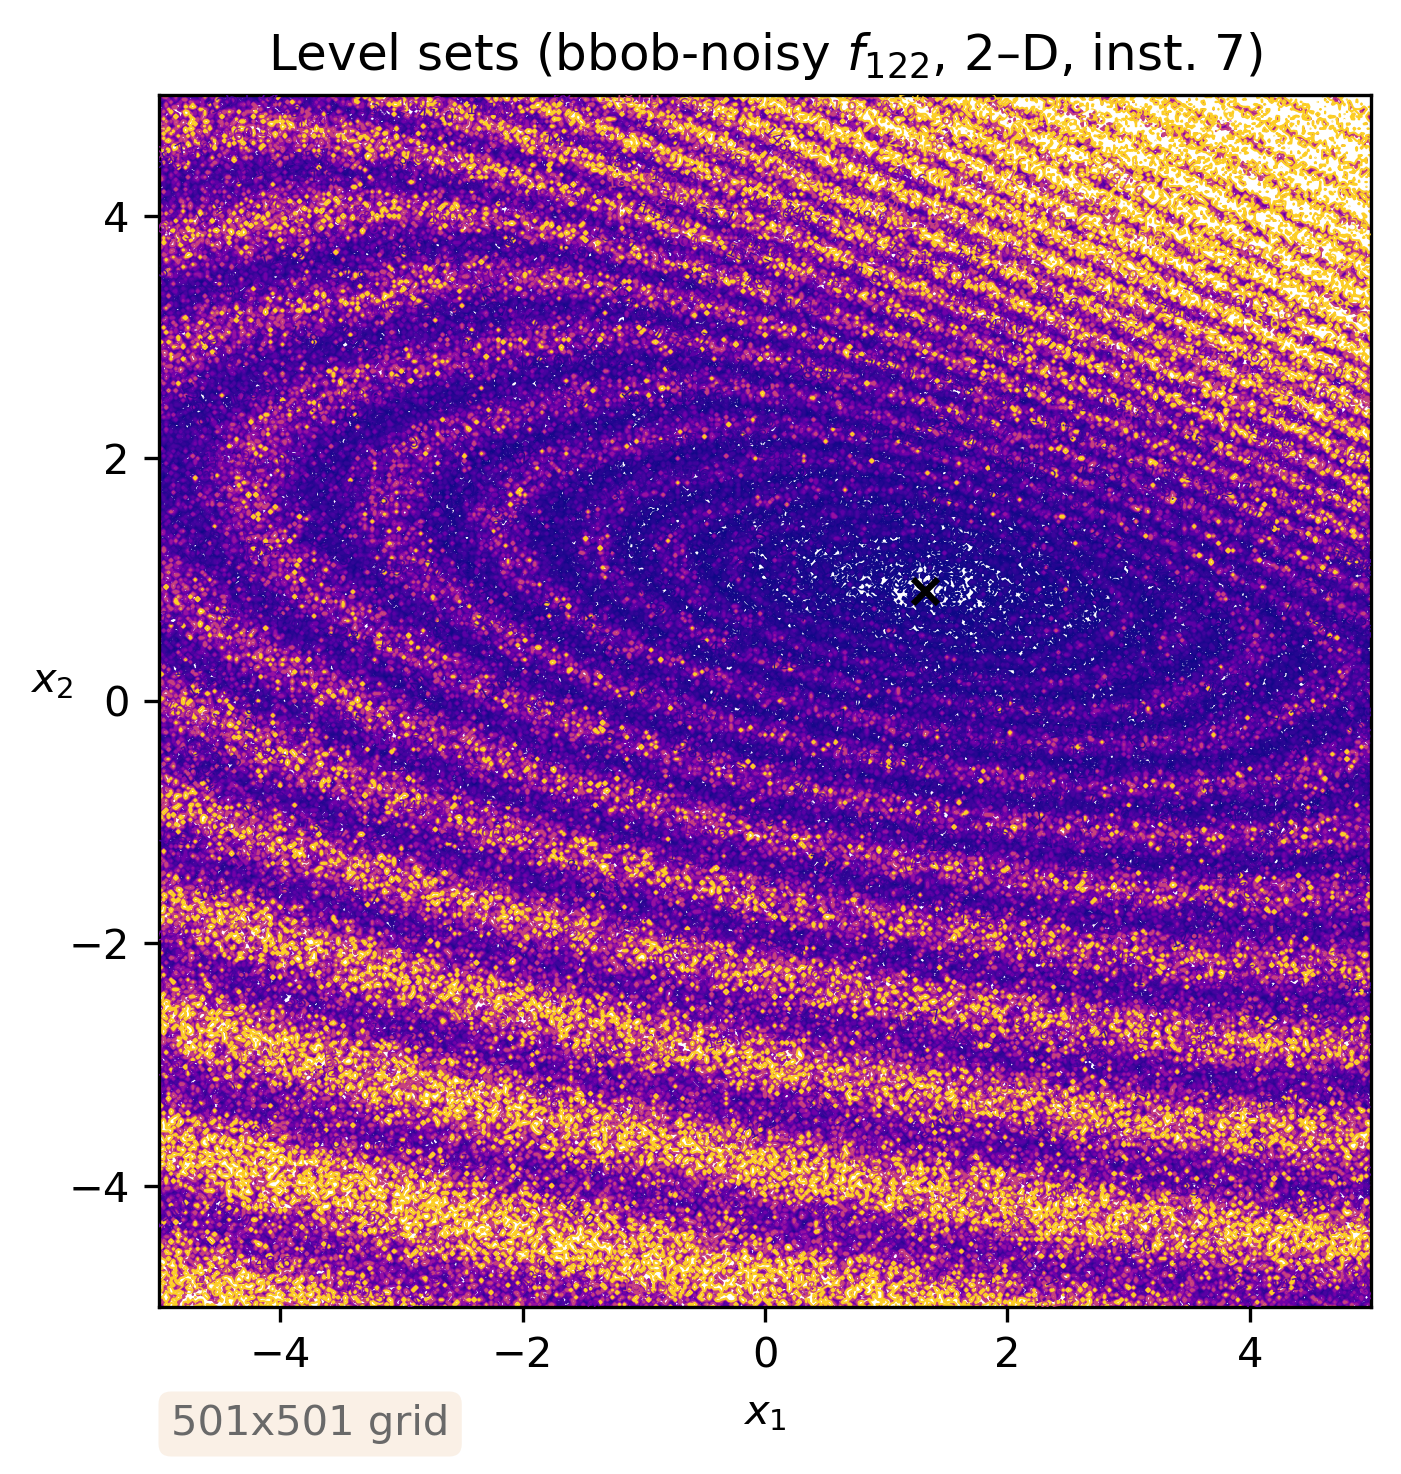 Level sets (bbob-noisy f₁₂₂, 2–D, inst. 7)
4
2
0
−2
−4
x₂
−4 −2 0 2 4
x₁
501x501 grid